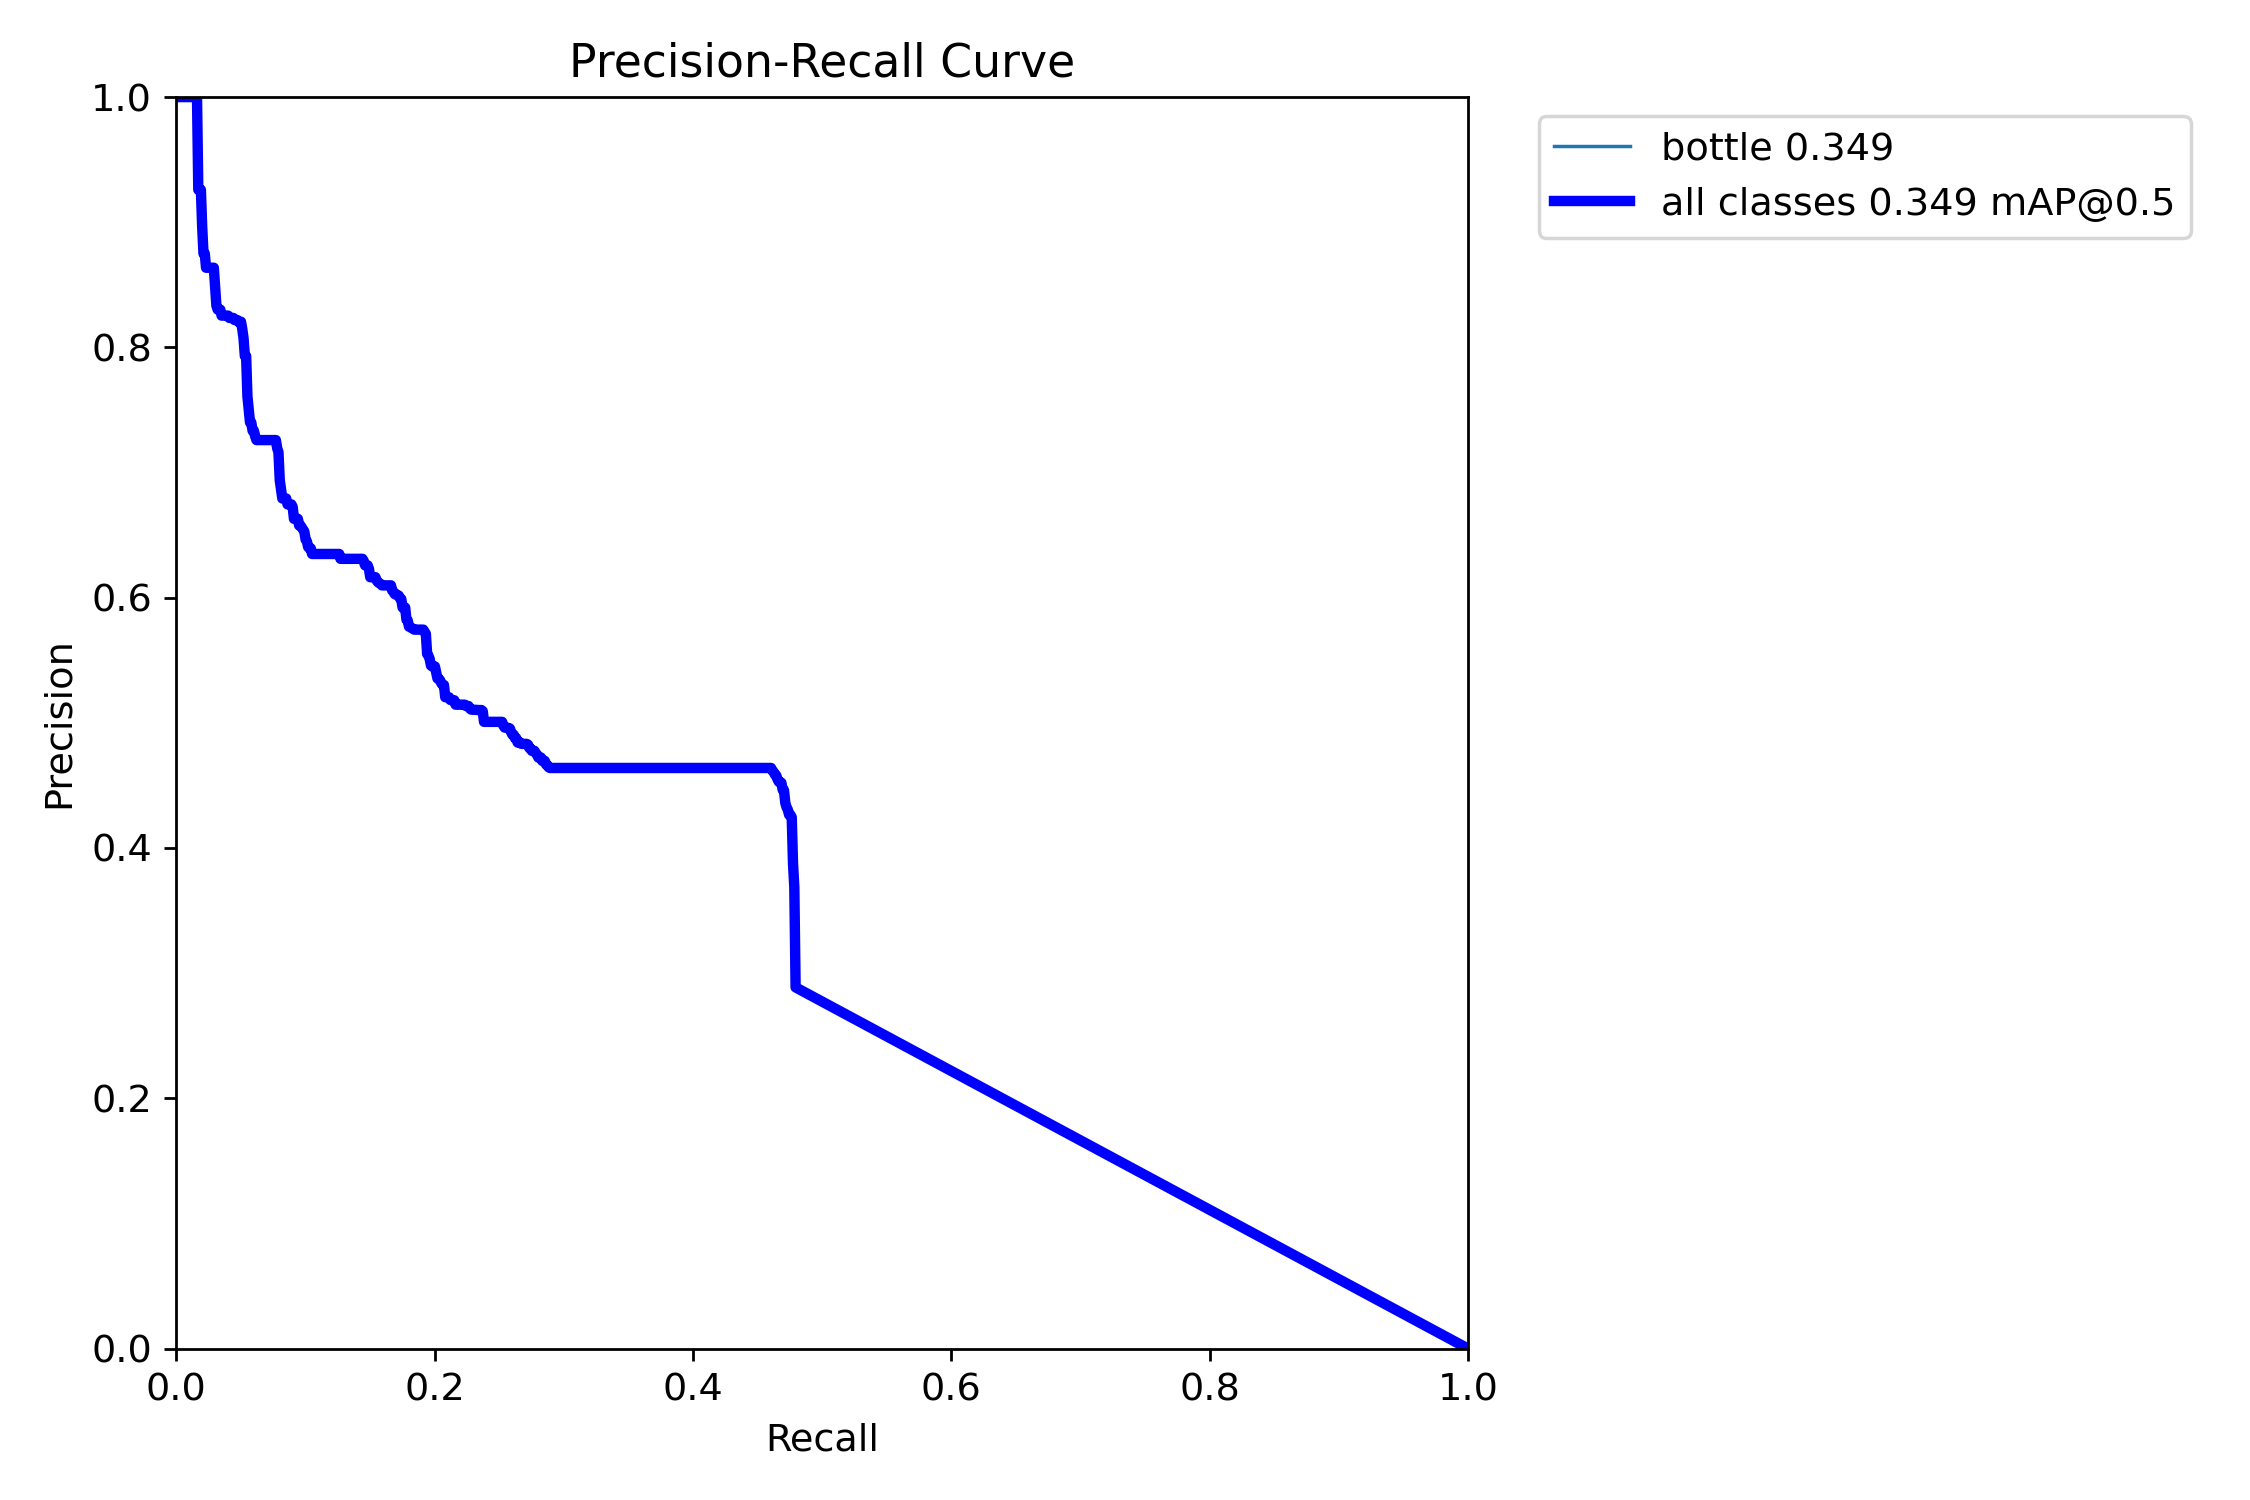 Precision-Recall Curve
1.0
0.8
0.6
0.4
0.2
0.0
Precision
0.0 0.2 0.4 0.6 0.8 1.0
Recall
bottle 0.349
all classes 0.349 mAP@0.5